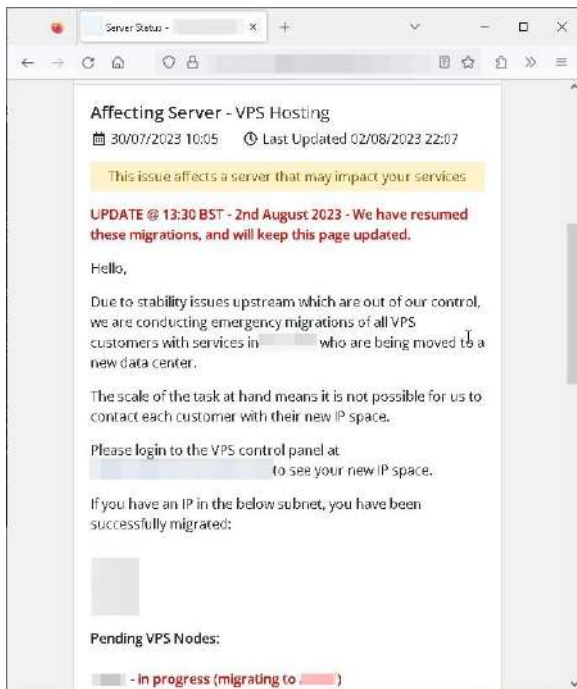 Server Status -
Affecting Server - VPS Hosting
30/07/2023 10:05 Last Updated 02/08/2023 22:07
This issue affects a server that may impact your services
UPDATE @ 13:30 BST - 2nd August 2023 - We have resumed
these migrations, and will keep this page updated.
Hello,
Due to stability issues upstream which are out of our control,
we are conducting emergency migrations of all VPS
customers with services in who are being moved to a
new data center.
The scale of the task at hand means it is not possible for us to
contact each customer with their new IP space.
Please login to the VPS control panel at
to see your new IP space.
If you have an IP in the below subnet, you have been
successfully migrated:
Pending VPS Nodes:
- in progress (migrating to )